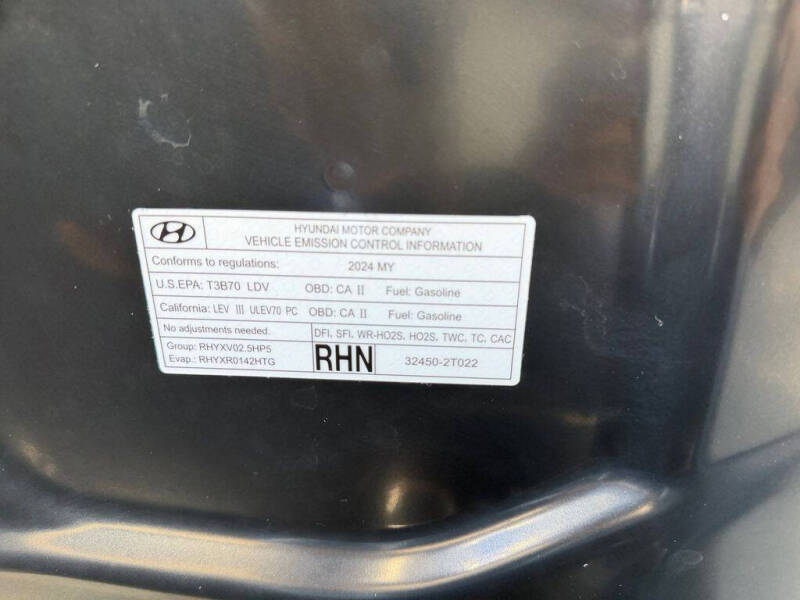 HYUNDAI MOTOR COMPANY
VEHICLE EMISSION CONTROL INFORMATION
Conforms to regulations: 2024 MY
U.S.EPA: T3B70 LDV OBD: CA II Fuel: Gasoline
California: LEV III ULEV70 PC OBD: CA II Fuel: Gasoline
No adjustments needed. DFI, SFI, WR-HO2S, HO2S, TWC, TC, CAC
Group: RHYXV02.5HP5
Evap.: RHYXR0142HTG
RHN 32450-2T022